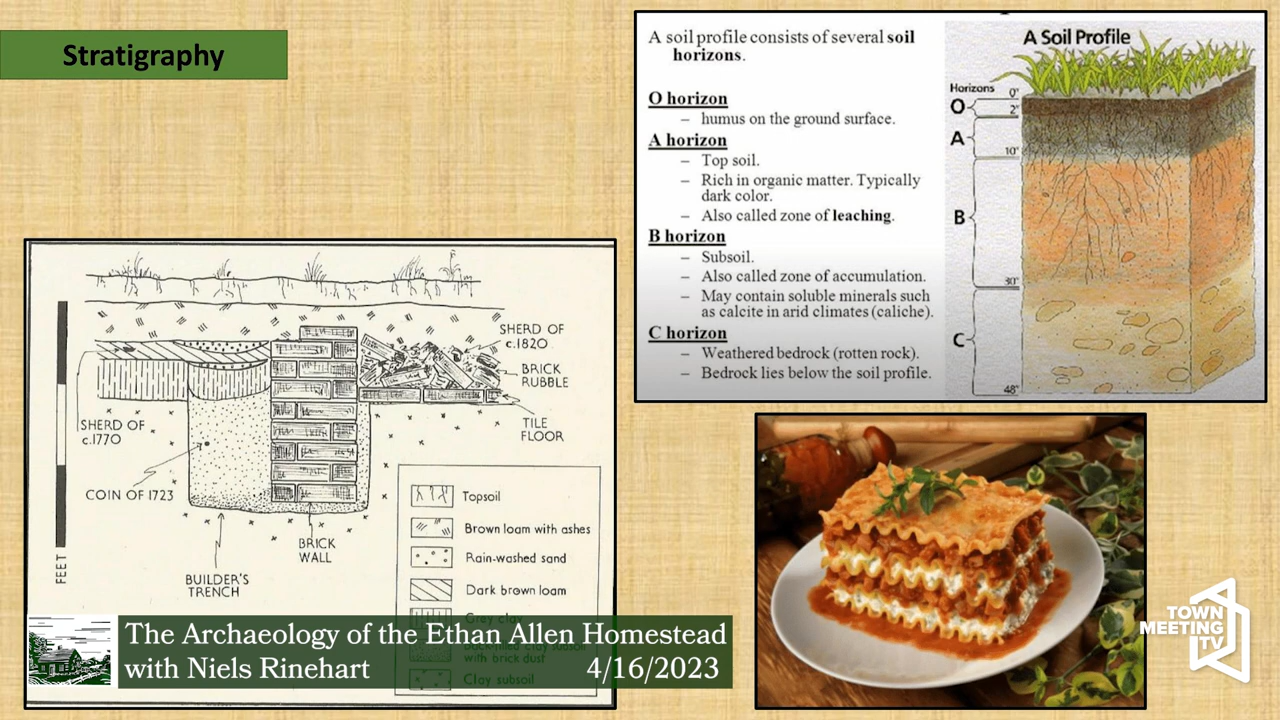 Stratigraphy
A soil profile consists of several soil
horizons.
O horizon
– humus on the ground surface.
A horizon
– Top soil.
– Rich in organic matter. Typically
dark color.
– Also called zone of leaching.
B horizon
– Subsoil.
– Also called zone of accumulation.
– May contain soluble minerals such
as calcite in arid climates (caliche).
C horizon
– Weathered bedrock (rotten rock).
– Bedrock lies below the soil profile.
A Soil Profile
Horizons
0"
O
2"
A
10"
B
30"
C
48"
SHERD OF
c.1820
BRICK
RUBBLE
TILE
FLOOR
SHERD OF
c.1770
COIN OF 1723
BUILDER'S
TRENCH
BRICK
WALL
FEET
Topsoil
Brown loam with ashes
Rain-washed sand
Dark brown loam
Grey clay
Back-filled clay subsoil
with brick dust
Clay subsoil
The Archaeology of the Ethan Allen Homestead
with Niels Rinehart 4/16/2023
TOWN
MEETING
TV